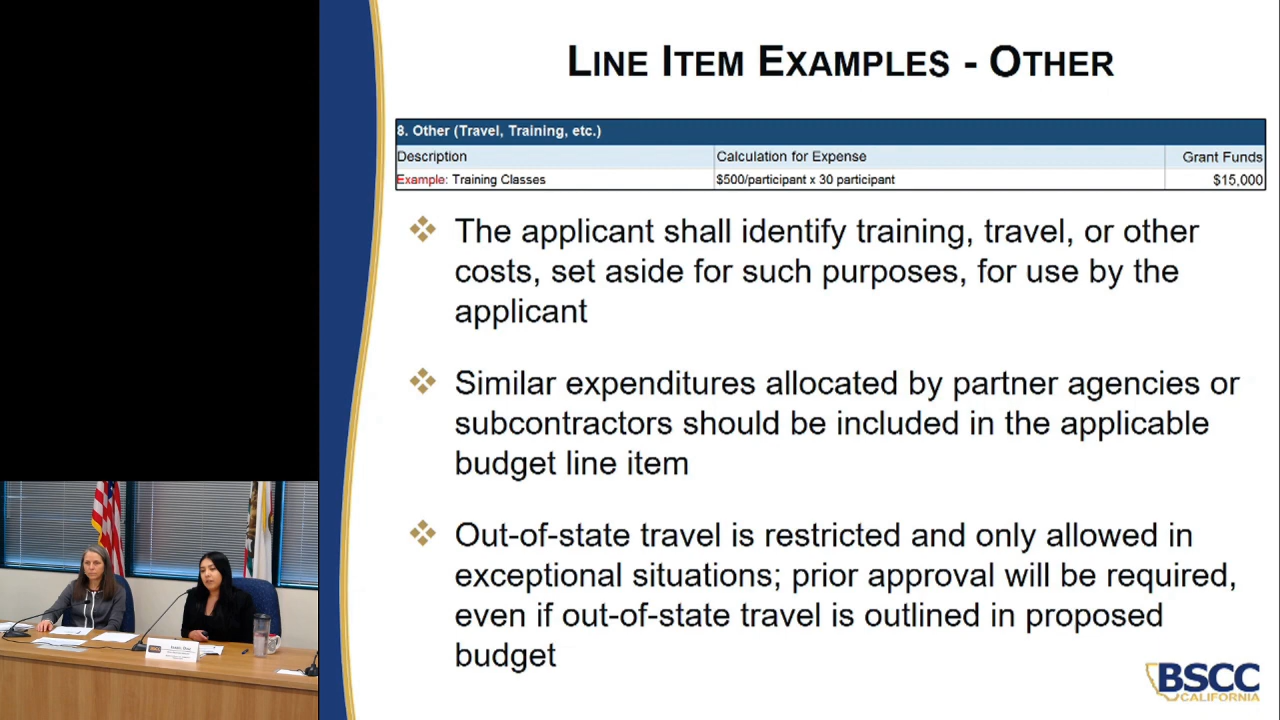 LINE ITEM EXAMPLES - OTHER
8. Other (Travel, Training, etc.)
Description Calculation for Expense Grant Funds
Example: Training Classes $500/participant x 30 participant $15,000
The applicant shall identify training, travel, or other
costs, set aside for such purposes, for use by the
applicant
Similar expenditures allocated by partner agencies or
subcontractors should be included in the applicable
budget line item
Out-of-state travel is restricted and only allowed in
exceptional situations; prior approval will be required,
even if out-of-state travel is outlined in proposed
budget
BSCC
CALIFORNIA